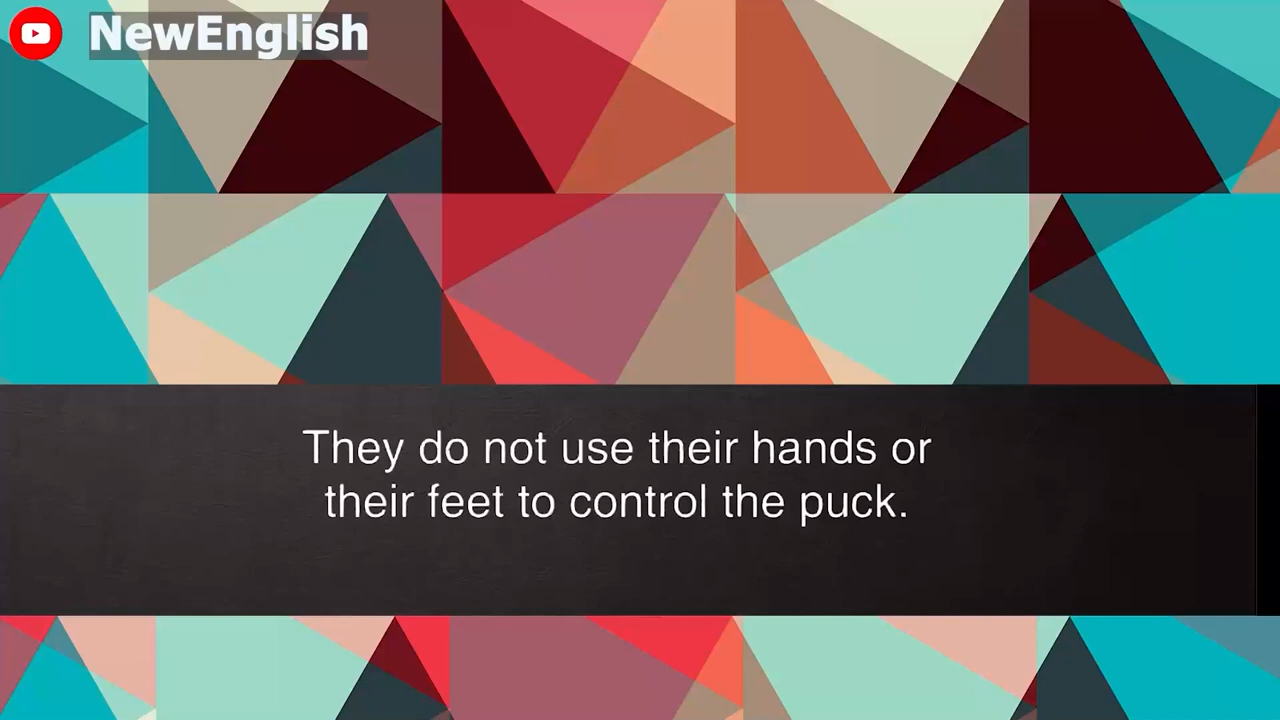 NewEnglish
They do not use their hands or
their feet to control the puck.